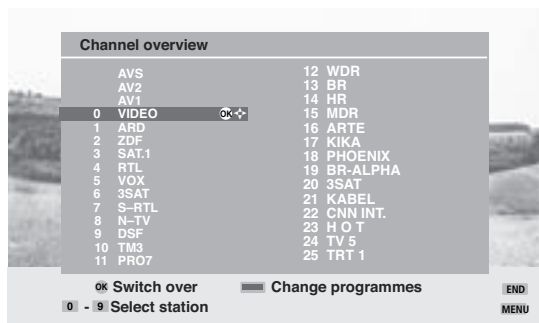 Channel overview
AVS
AV2
AV1
0 VIDEO OK
1 ARD
2 ZDF
3 SAT.1
4 RTL
5 VOX
6 3SAT
7 S–RTL
8 N–TV
9 DSF
10 TM3
11 PRO7
12 WDR
13 BR
14 HR
15 MDR
16 ARTE
17 KIKA
18 PHOENIX
19 BR-ALPHA
20 3SAT
21 KABEL
22 CNN INT.
23 H O T
24 TV 5
25 TRT 1
OK Switch over Change programmes END
0 - 9 Select station MENU